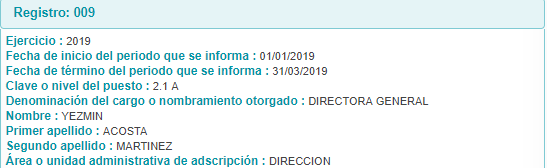 Registro: 009
Ejercicio : 2019
Fecha de inicio del periodo que se informa : 01/01/2019
Fecha de término del periodo que se informa : 31/03/2019
Clave o nivel del puesto : 2.1 A
Denominación del cargo o nombramiento otorgado : DIRECTORA GENERAL
Nombre : YEZMIN
Primer apellido : ACOSTA
Segundo apellido : MARTINEZ
Área o unidad administrativa de adscripción : DIRECCION